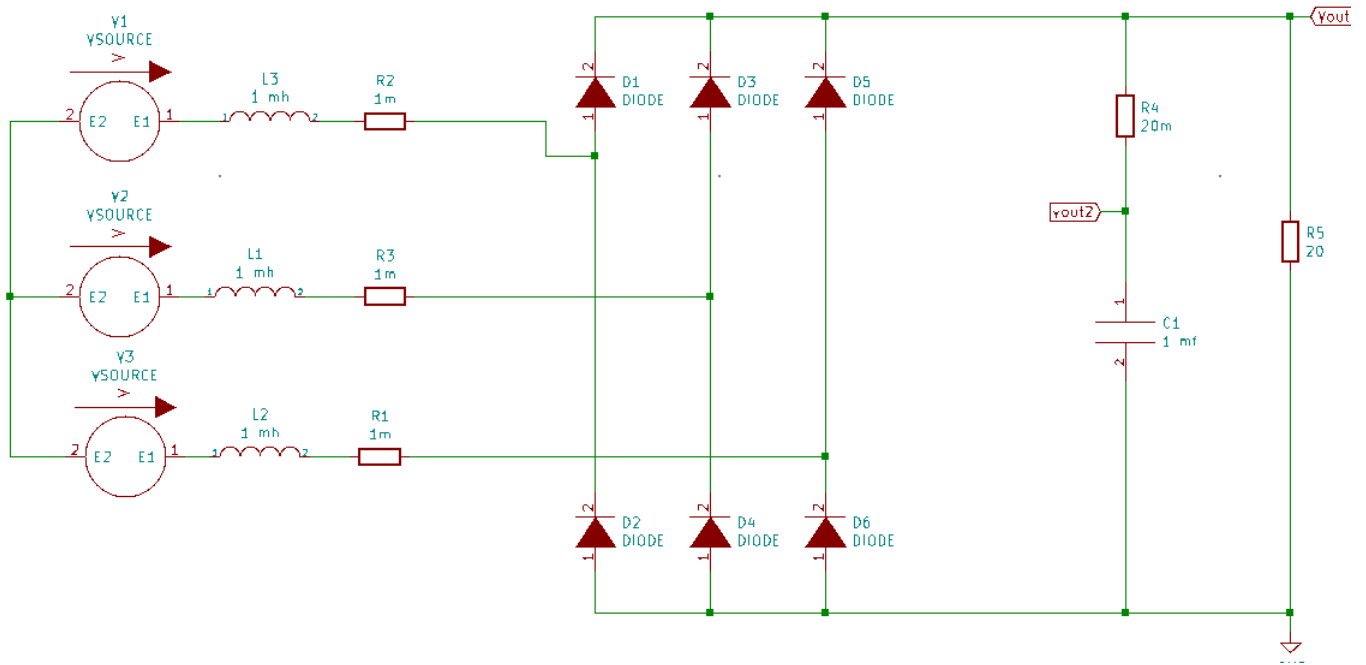 V1
VSOURCE
V
2
E2
E1
1
L3
1 mh
1
2
R2
1m
V2
VSOURCE
V
2
E2
E1
1
L1
1 mh
1
2
R3
1m
V3
VSOURCE
V
2
E2
E1
1
L2
1 mh
1
2
R1
1m
2
D1
DIODE
1
2
D3
DIODE
1
2
D5
DIODE
1
2
D2
DIODE
1
2
D4
DIODE
1
2
D6
DIODE
1
R4
20m
vout2
1
C1
1 mf
2
R5
20
Vout